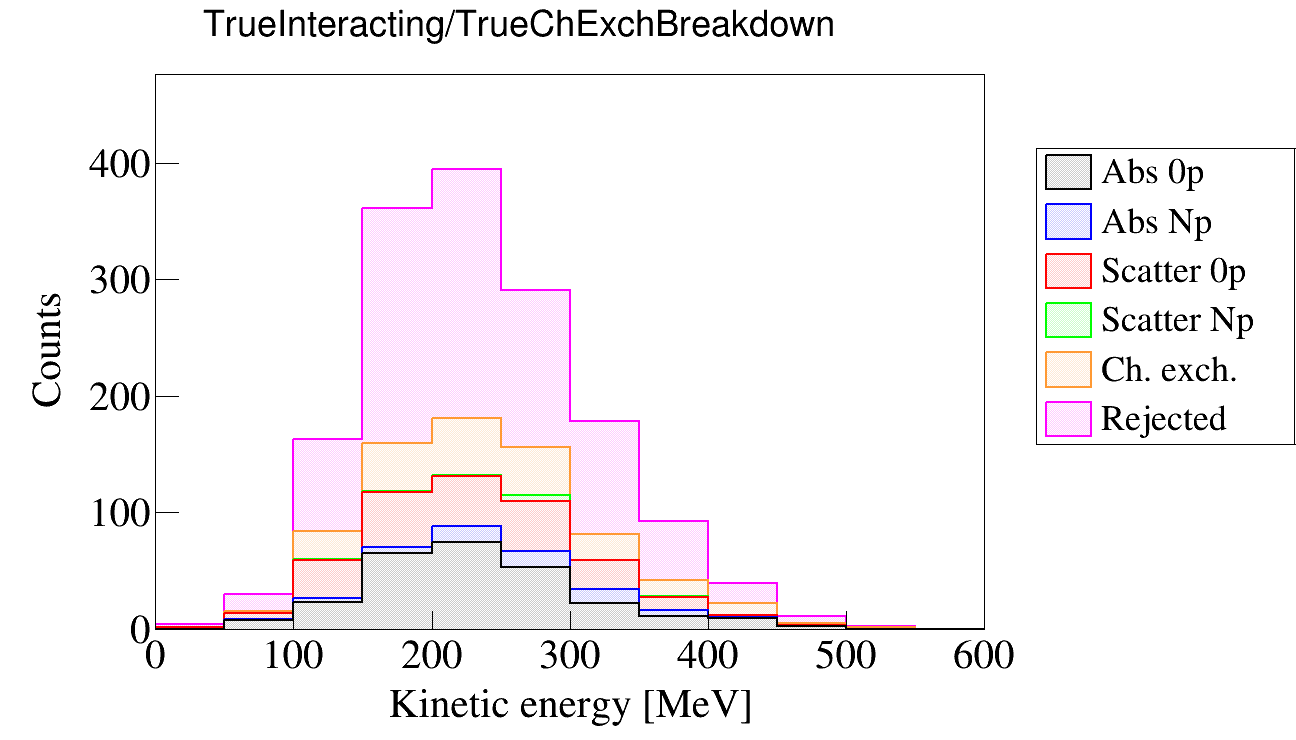 TrueInteracting/TrueChExchBreakdown
Counts
400
300
200
100
0
0 100 200 300 400 500 600
Kinetic energy [MeV]
Abs 0p
Abs Np
Scatter 0p
Scatter Np
Ch. exch.
Rejected